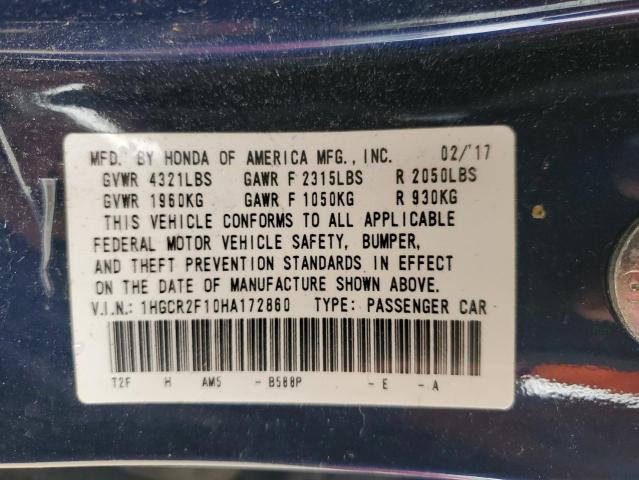 MFD. BY HONDA OF AMERICA MFG., INC. 02/'17
GVWR 4321LBS GAWR F 2315LBS R 2050LBS
GVWR 1960KG GAWR F 1050KG R 930KG
THIS VEHICLE CONFORMS TO ALL APPLICABLE
FEDERAL MOTOR VEHICLE SAFETY, BUMPER,
AND THEFT PREVENTION STANDARDS IN EFFECT
ON THE DATE OF MANUFACTURE SHOWN ABOVE.
V.I.N.: 1HGCR2F10HA172860 TYPE: PASSENGER CAR
T2F H AM5 -B588P -E -A